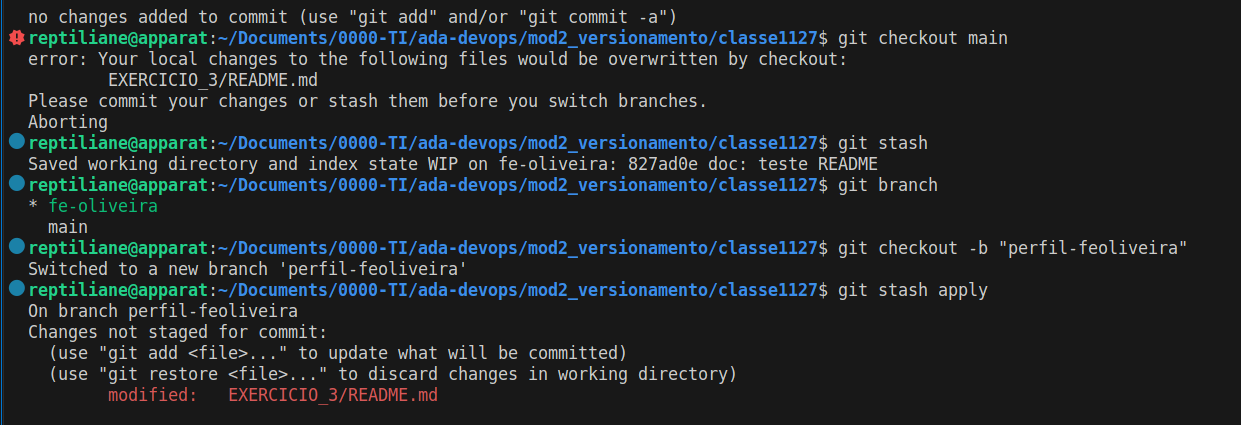 no changes added to commit (use "git add" and/or "git commit -a")
reptiliane@apparat:~/Documents/0000-TI/ada-devops/mod2_versionamento/classe1127$ git checkout main
error: Your local changes to the following files would be overwritten by checkout:
        EXERCICIO_3/README.md
Please commit your changes or stash them before you switch branches.
Aborting
reptiliane@apparat:~/Documents/0000-TI/ada-devops/mod2_versionamento/classe1127$ git stash
Saved working directory and index state WIP on fe-oliveira: 827ad0e doc: teste README
reptiliane@apparat:~/Documents/0000-TI/ada-devops/mod2_versionamento/classe1127$ git branch
* fe-oliveira
  main
reptiliane@apparat:~/Documents/0000-TI/ada-devops/mod2_versionamento/classe1127$ git checkout -b "perfil-feoliveira"
Switched to a new branch 'perfil-feoliveira'
reptiliane@apparat:~/Documents/0000-TI/ada-devops/mod2_versionamento/classe1127$ git stash apply
On branch perfil-feoliveira
Changes not staged for commit:
  (use "git add <file>..." to update what will be committed)
  (use "git restore <file>..." to discard changes in working directory)
        modified:   EXERCICIO_3/README.md